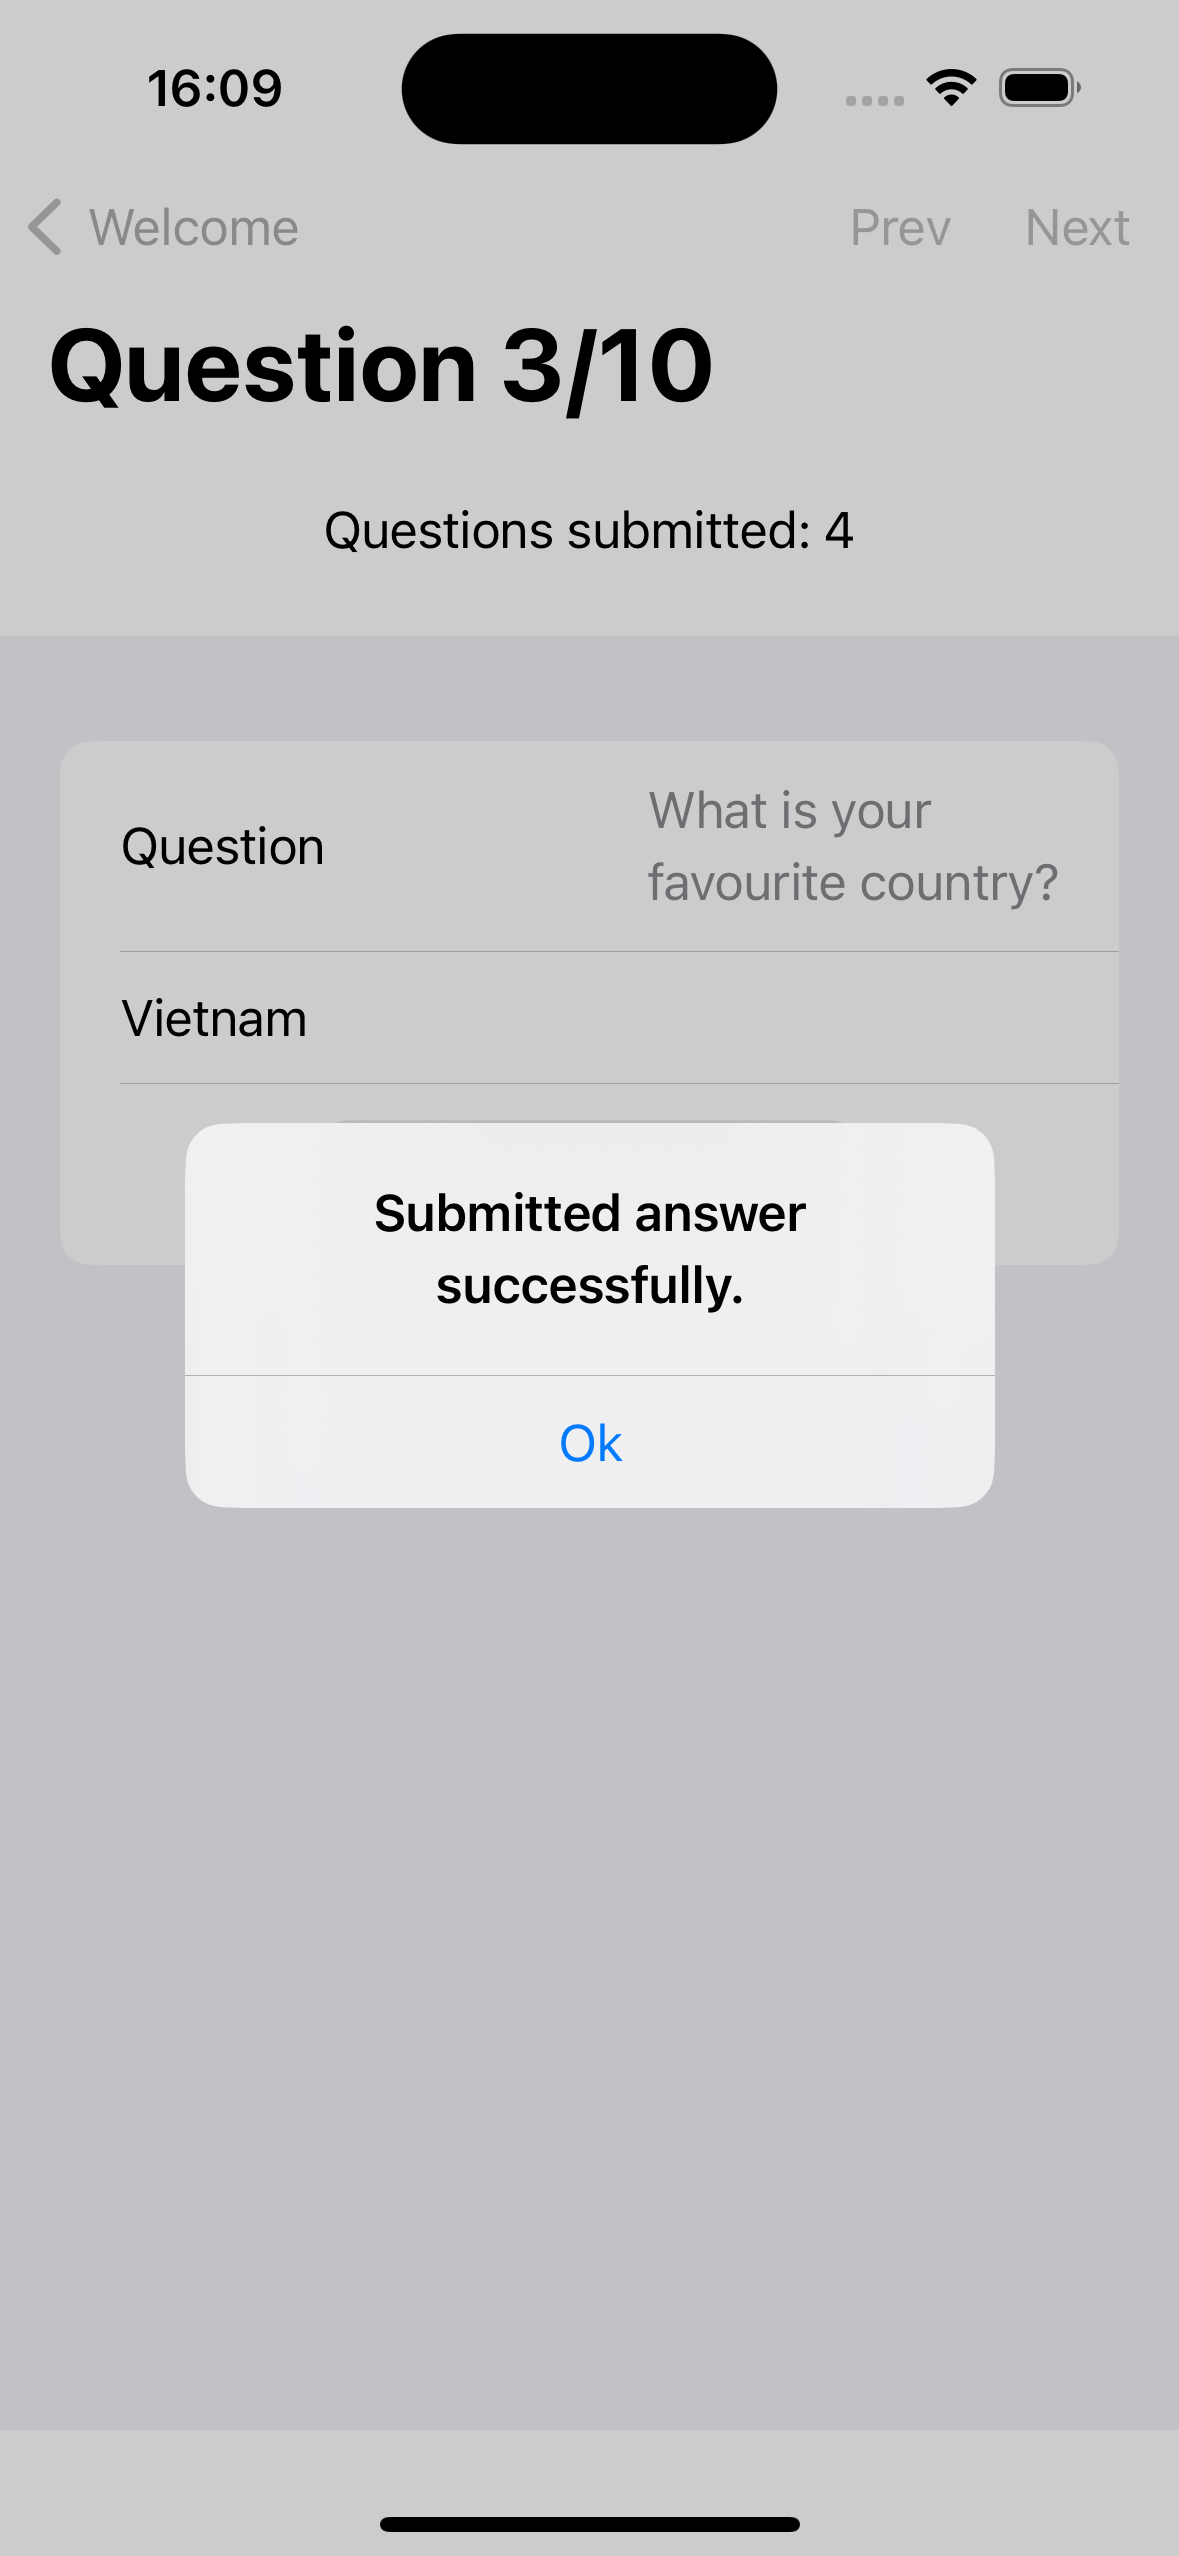 16:09
Welcome
Prev
Next
Question 3/10
Questions submitted: 4
Question
What is your
favourite country?
Vietnam
Submitted answer
successfully.
Ok